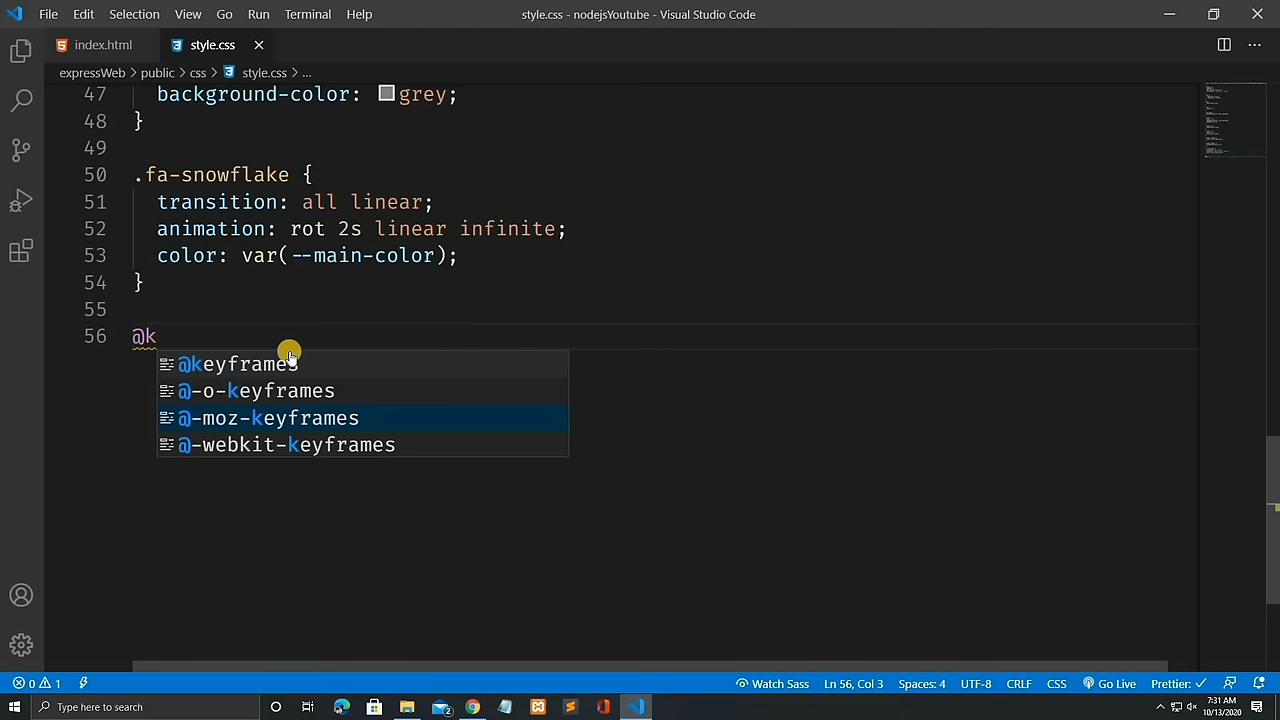 File Edit Selection View Go Run Terminal Help style.css - nodejsYoutube - Visual Studio Code
index.html style.css
expressWeb > public > css > style.css > ...
47 background-color: grey;
48 }
49
50 .fa-snowflake {
51 transition: all linear;
52 animation: rot 2s linear infinite;
53 color: var(--main-color);
54 }
55
56 @k
@keyframes
@-o-keyframes
@-moz-keyframes
@-webkit-keyframes
0 1 Watch Sass Ln 56, Col 3 Spaces: 4 UTF-8 CRLF CSS Go Live Prettier: ✓
Type here to search 2 7:31 AM
10/13/2020